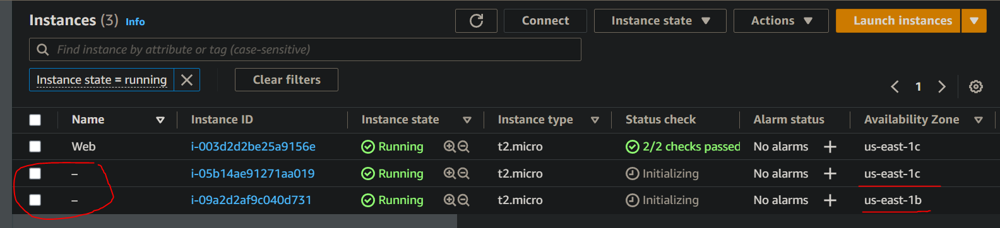 Instances (3) Info Connect Instance state Actions Launch instances
Find instance by attribute or tag (case-sensitive)
Instance state = running Clear filters
1
Name Instance ID Instance state Instance type Status check Alarm status Availability Zone
Web i-003d2d2be25a9156e Running t2.micro 2/2 checks passed No alarms + us-east-1c
– i-05b14ae91271aa019 Running t2.micro Initializing No alarms + us-east-1c
– i-09a2d2af9c040d731 Running t2.micro Initializing No alarms + us-east-1b